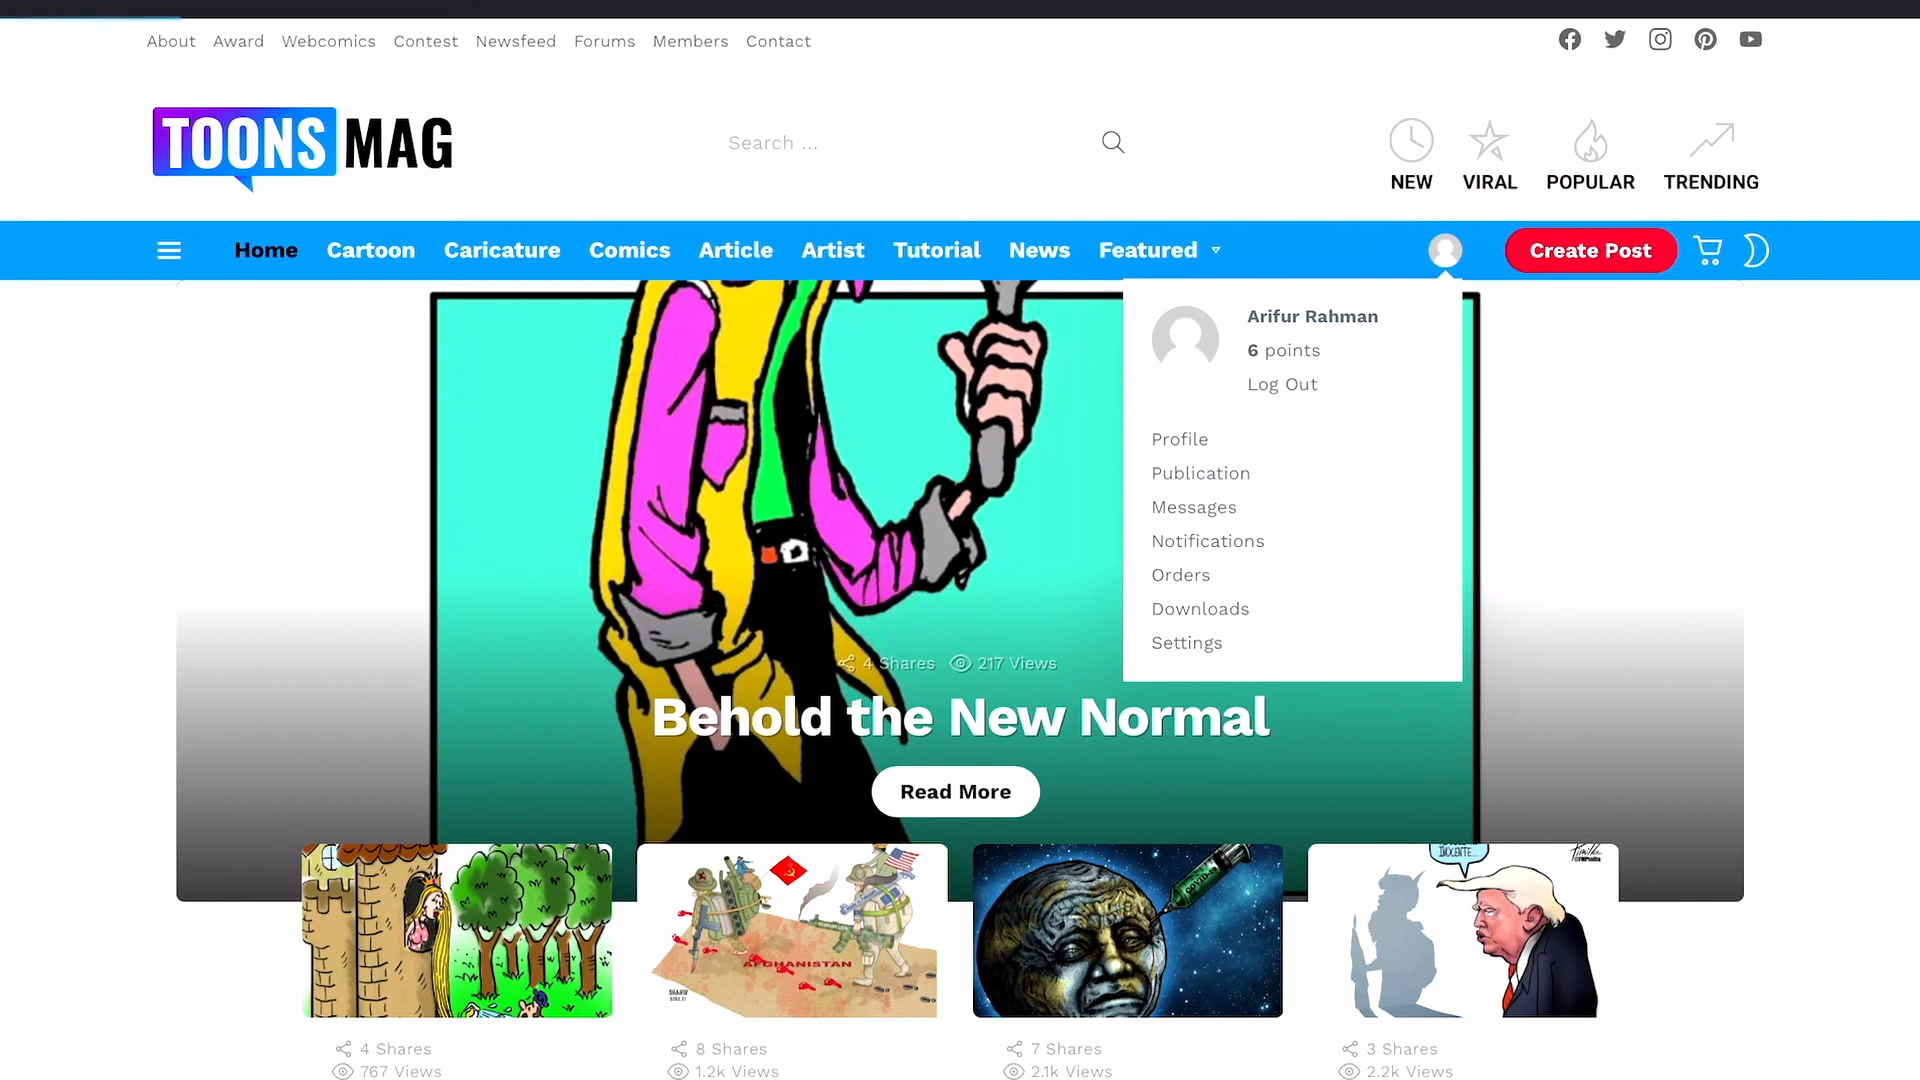 About Award Webcomics Contest Newsfeed Forums Members Contact
TOONS MAG
Search ...
NEW VIRAL POPULAR TRENDING
Home Cartoon Caricature Comics Article Artist Tutorial News Featured
Create Post
Arifur Rahman
6 points
Log Out
Profile
Publication
Messages
Notifications
Orders
Downloads
Settings
4 Shares 217 Views
Behold the New Normal
Read More
AFGHANISTAN
COVID-19
INOCENTE...
4 Shares
767 Views
8 Shares
1.2k Views
7 Shares
2.1k Views
3 Shares
2.2k Views